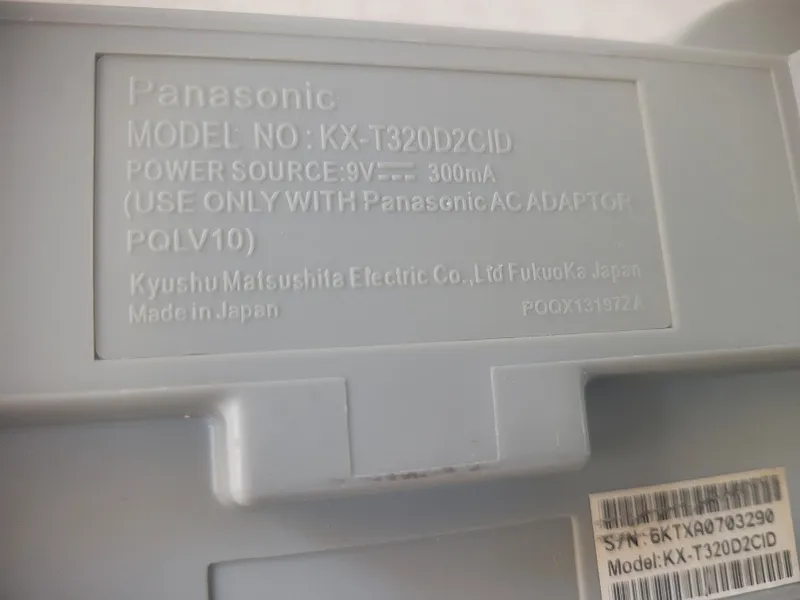 Panasonic
MODEL NO : KX-T320D2CID
POWER SOURCE:9V⎓ 300mA
(USE ONLY WITH Panasonic AC ADAPTOR
PQLV10)
Kyushu Matsushita Electric Co.,Ltd FukuoKa Japan
Made in Japan
PQQX131972A
S/N:6KTXA0703290
Model:KX-T320D2CID